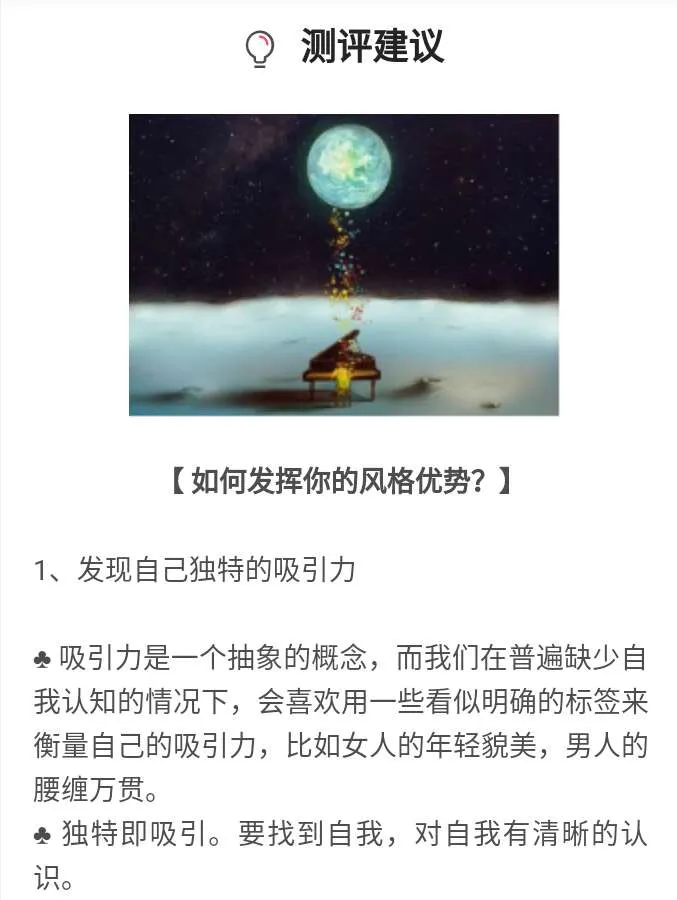 测评建议
【 如何发挥你的风格优势？】
1、发现自己独特的吸引力
♣ 吸引力是一个抽象的概念，而我们在普遍缺少自
我认知的情况下，会喜欢用一些看似明确的标签来
衡量自己的吸引力，比如女人的年轻貌美，男人的
腰缠万贯。
♣ 独特即吸引。要找到自我，对自我有清晰的认
识。